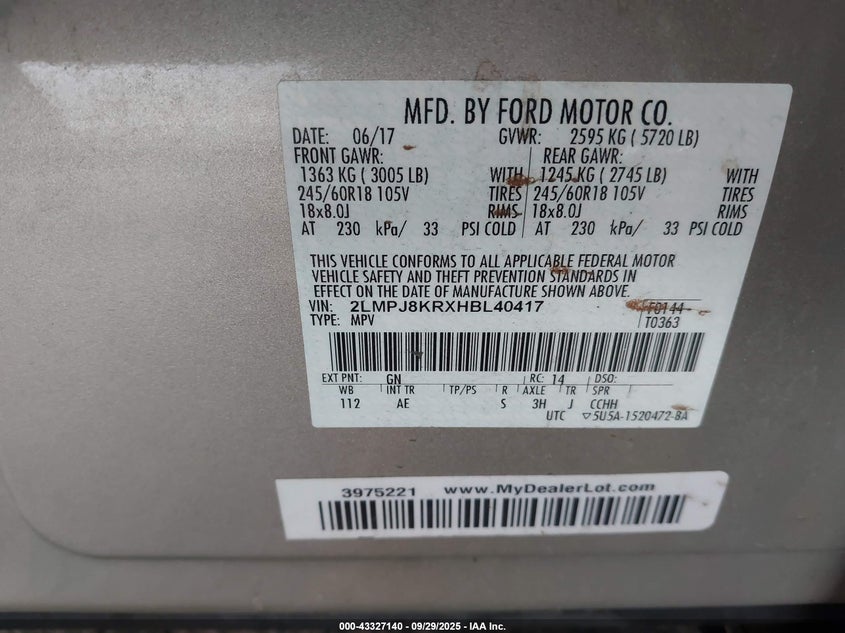 MFD. BY FORD MOTOR CO.
DATE: 06/17 GVWR: 2595 KG ( 5720 LB)
FRONT GAWR: REAR GAWR:
1363 KG ( 3005 LB) WITH 1245 KG ( 2745 LB) WITH
245/60R18 105V TIRES 245/60R18 105V TIRES
18x8.0J RIMS 18x8.0J RIMS
AT 230 kPa/ 33 PSI COLD AT 230 kPa/ 33 PSI COLD
THIS VEHICLE CONFORMS TO ALL APPLICABLE FEDERAL MOTOR
VEHICLE SAFETY AND THEFT PREVENTION STANDARDS IN
EFFECT ON THE DATE OF MANUFACTURE SHOWN ABOVE.
VIN: 2LMPJ8KRXHBL40417 F0144
TYPE: MPV T0363
EXT PNT: GN RC: 14 DSO:
WB INT TR TP/PS R AXLE TR SPR
112 AE S 3H J CCHH
UTC ▽5U5A-1520472-BA
3975221 www.MyDealerLot.com
000-43327140 - 09/29/2025 - IAA Inc.